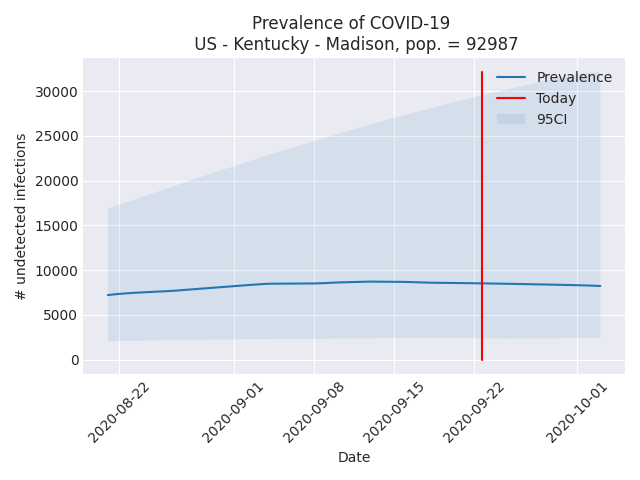 Prevalence of COVID-19
US - Kentucky - Madison, pop. = 92987
Prevalence
Today
95CI
30000
25000
20000
15000
10000
5000
0
# undetected infections
2020-08-22
2020-09-01
2020-09-08
2020-09-15
2020-09-22
2020-10-01
Date